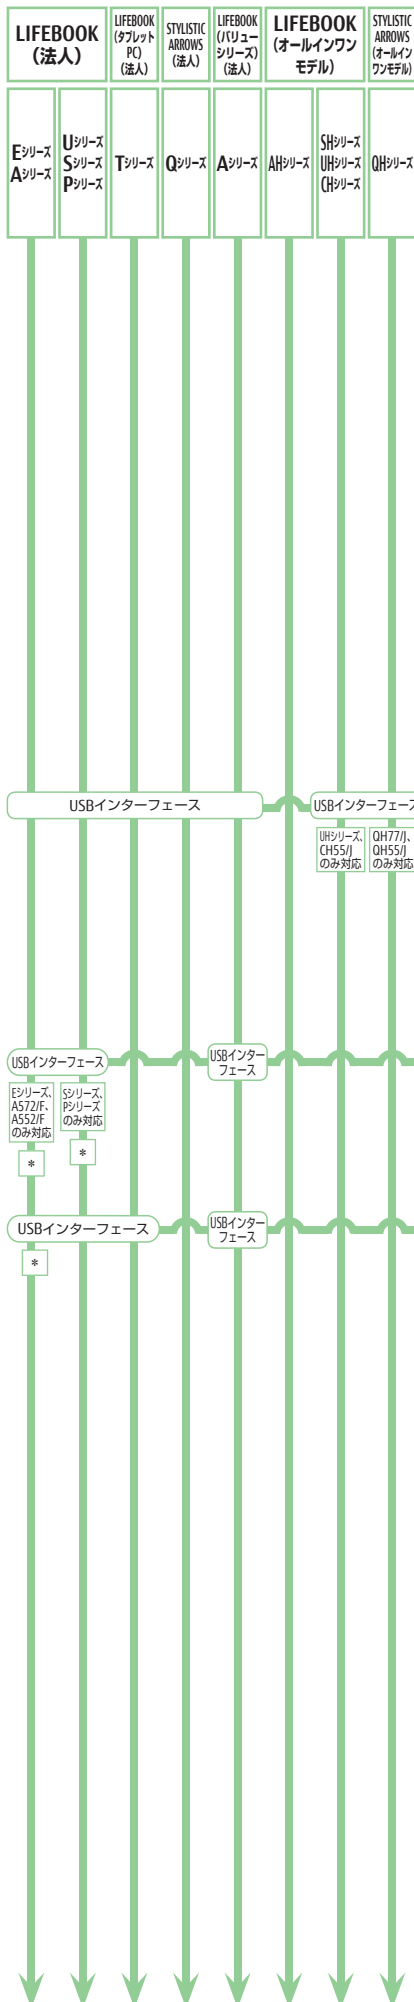 LIFEBOOK
(法人)
LIFEBOOK
(タブレット
PC)
(法人)
STYLISTIC
ARROWS
(法人)
LIFEBOOK
(バリュー
シリーズ)
(法人)
LIFEBOOK
(オールインワン
モデル)
STYLISTIC
ARROWS
(オールイン
ワンモデル)
Eシリーズ
Aシリーズ
Uシリーズ
Sシリーズ
Pシリーズ
Tシリーズ
Qシリーズ
Aシリーズ
AHシリーズ
SHシリーズ
UHシリーズ
CHシリーズ
QHシリーズ
USBインターフェース
USBインターフェース
UHシリーズ、
CH55/J
のみ対応
QH77/J、
QH55/J
のみ対応
USBインターフェース
USBインター
フェース
Eシリーズ、
A572/F、
A552/F
のみ対応
*
Sシリーズ、
Pシリーズ
のみ対応
*
USBインターフェース
USBインター
フェース
*